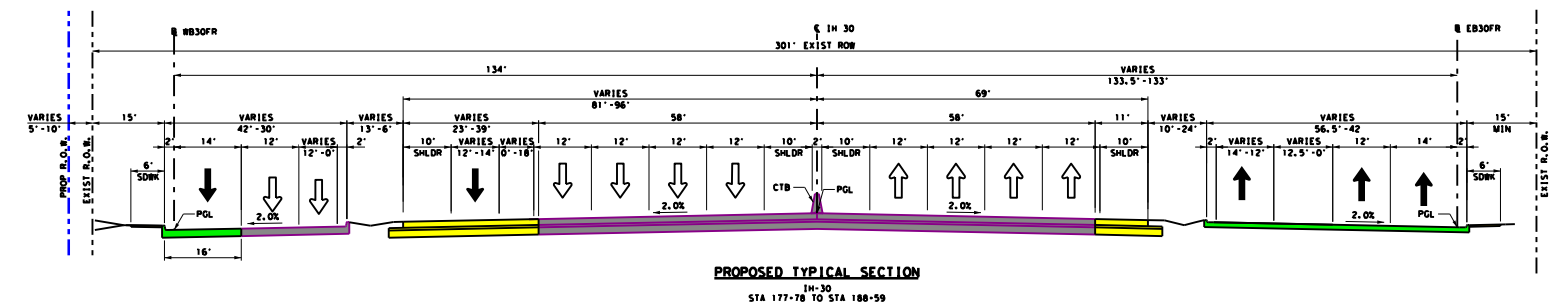 ℄ IH 30
B WB30FR
B EB30FR
301' EXIST ROW
134'
VARIES
133.5'-133'
VARIES
81'-96'
69'
VARIES
5'-10'
15'
VARIES
42'-30'
VARIES
13'-6'
VARIES
23'-39'
58'
58'
11'
VARIES
10'-24'
VARIES
56.5'-42
15'
MIN
2'
14'
12'
VARIES
12'-0'
2'
10'
SHLDR
VARIES
12'-14'
VARIES
12'
12'
12'
12'
10'
SHLDR
2'
10'
SHLDR
12'
12'
12'
12'
10'
SHLDR
2'
VARIES
14'-12'
VARIES
12.5'-0'
12'
14'
2'
6'
SDWK
6'
SDWK
PROP R.O.W.
EXIST R.O.W.
EXIST R.O.W.
CTB
PGL
PGL
2.0%
2.0%
2.0%
2.0%
PGL
16'
PROPOSED TYPICAL SECTION
IH-30
STA 177+78 TO STA 188+59